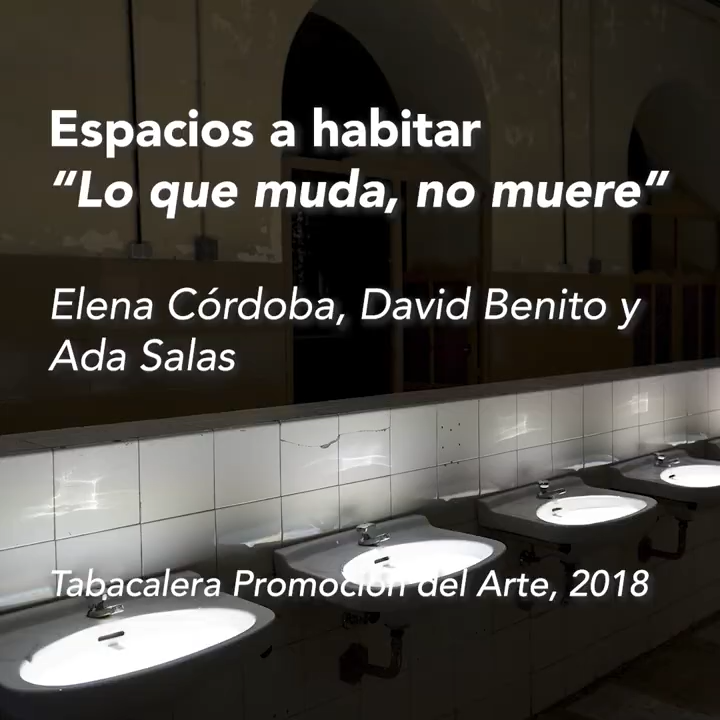 Espacios a habitar
“Lo que muda, no muere”
Elena Córdoba, David Benito y
Ada Salas
Tabacalera Promoción del Arte, 2018